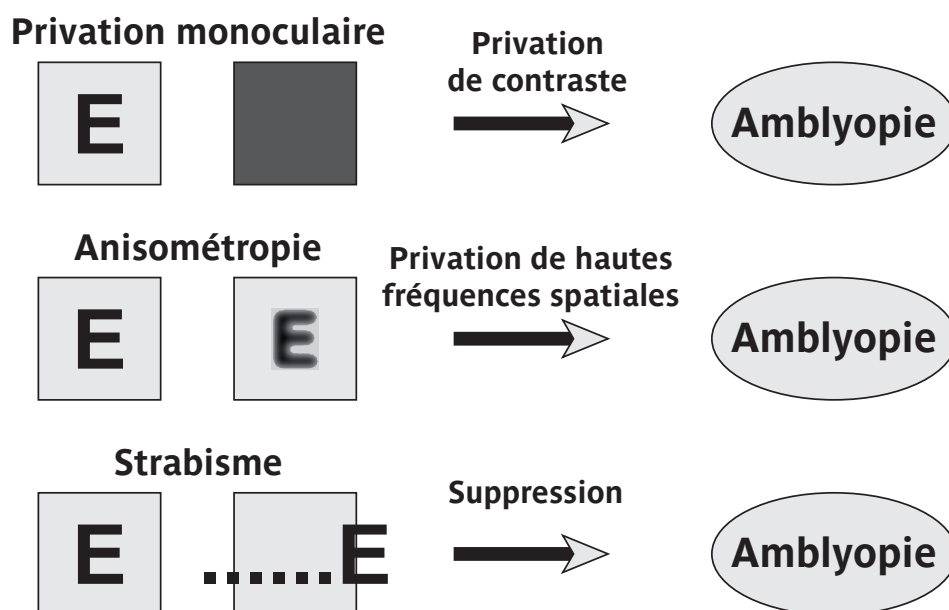 Privation monoculaire
E
Privation
de contraste
Amblyopie
Anisométropie
E
E
Privation de hautes
fréquences spatiales
Amblyopie
Strabisme
E
E
Suppression
Amblyopie